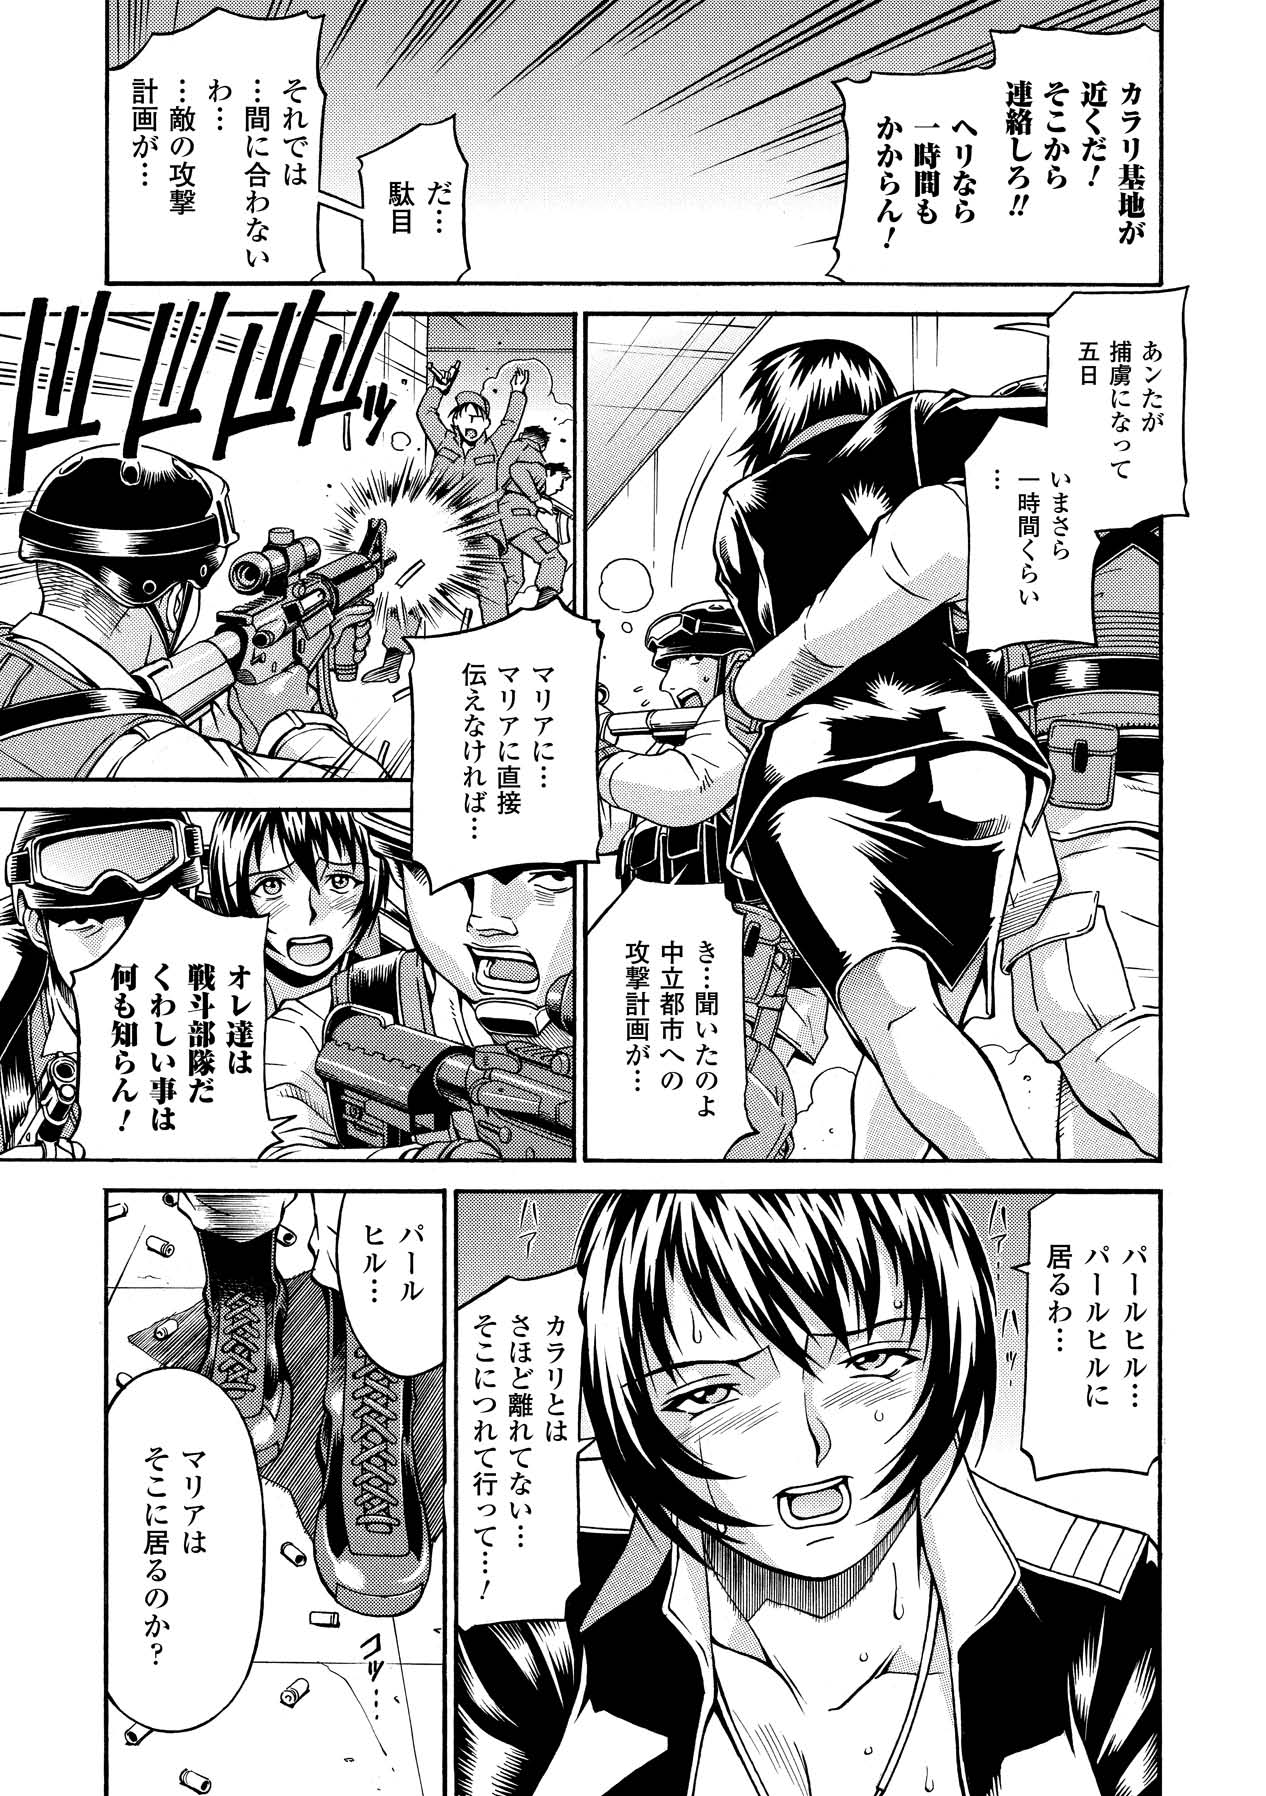 カラリ基地が
近くだ！
そこから
連絡しろ!!
ヘリなら
一時間も
かからん！
だ…
駄目
それでは
…間に合わない
わ…
…敵の攻撃
計画が…
あンたが
捕虜になって
五日
いまさら
一時間くらい
…
き…聞いたのよ
中立都市への
攻撃計画が…
ドドドドッ
マリアに…
マリアに直接
伝えなければ…
オレ達は
戦斗部隊だ
くわしい事は
何も知らん！
パールヒル…
パールヒルに
居るわ…
カラリとは
さほど離れてない…
そこにつれて行って…！
パール
ヒル…
マリアは
そこに居るのか？
コッ…